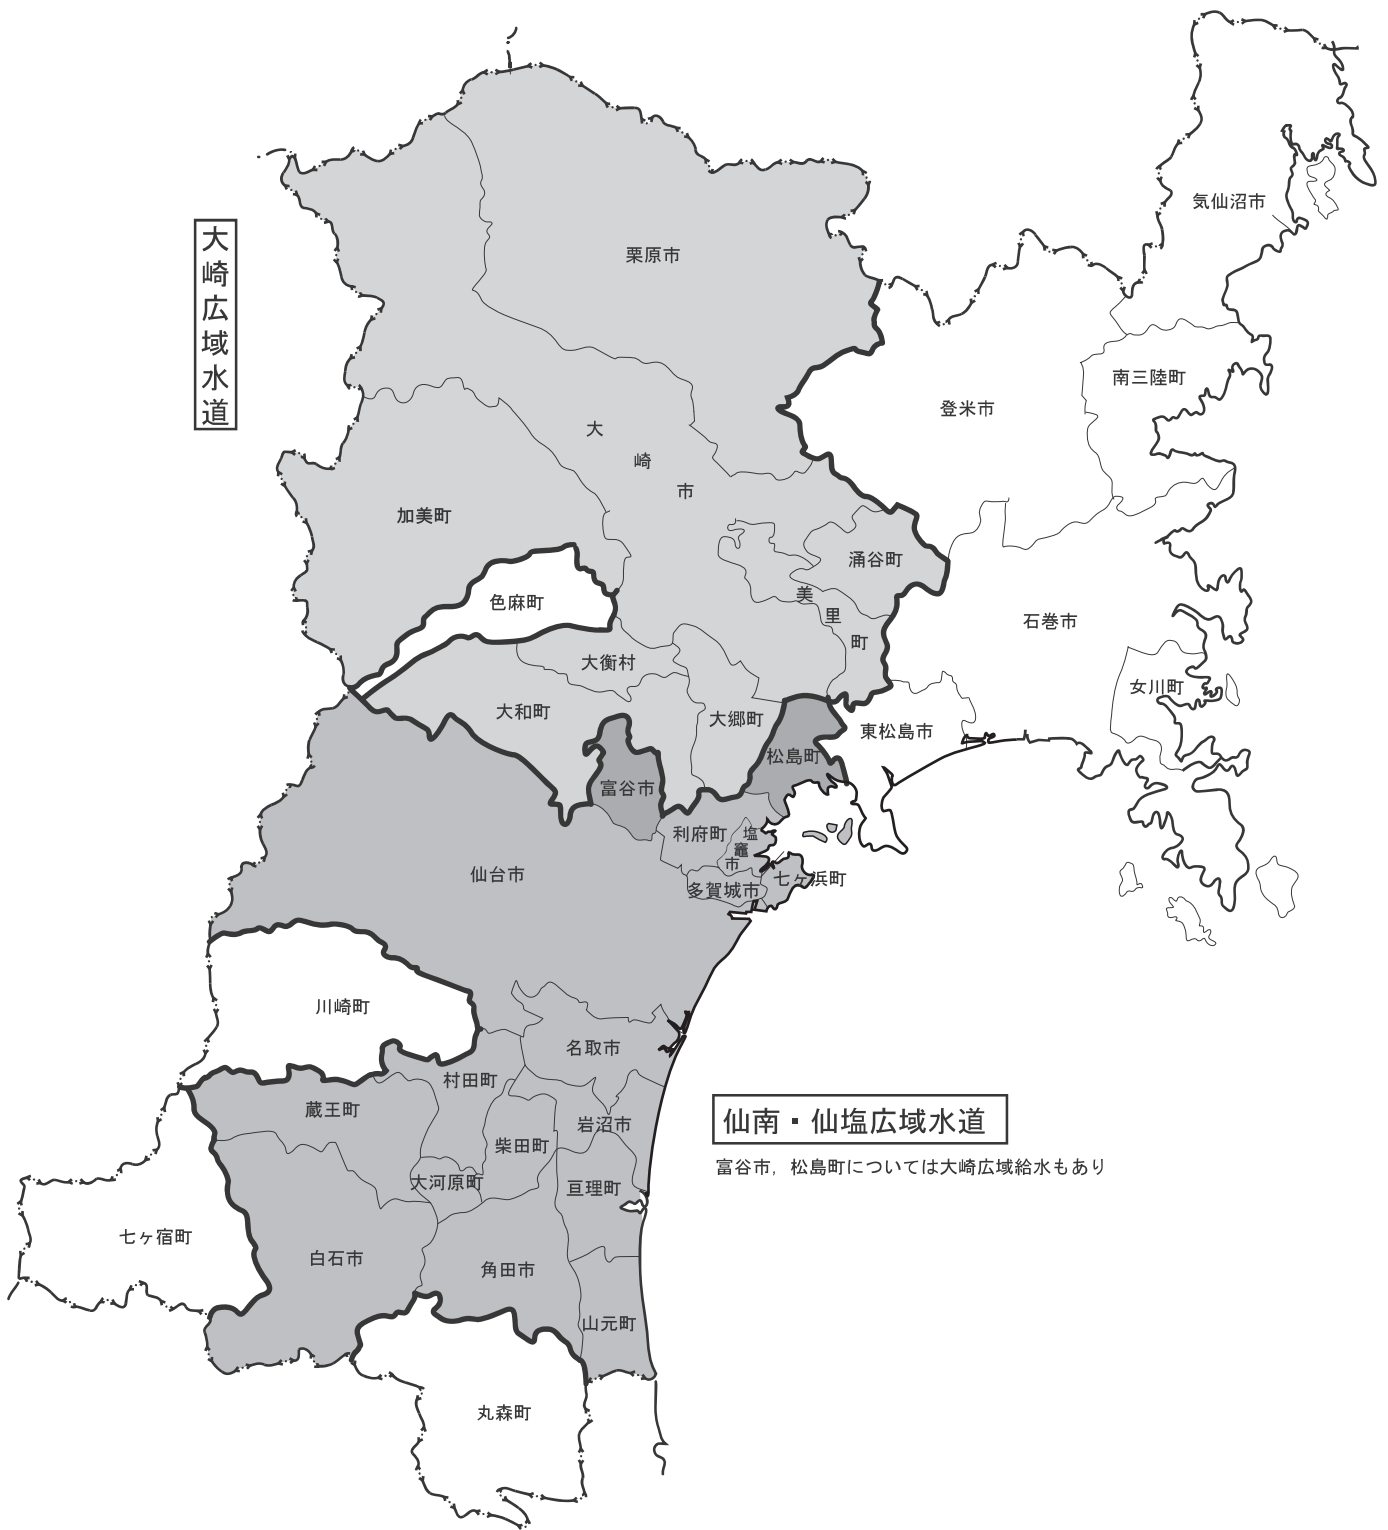 気仙沼市
大崎広域水道
栗原市
南三陸町
登米市
大崎市
加美町
涌谷町
色麻町
美里町
石巻市
大衡村
女川町
大和町
大郷町
東松島市
松島町
富谷市
利府町
塩竈市
仙台市
七ヶ浜町
多賀城市
川崎町
名取市
村田町
蔵王町
仙南・仙塩広域水道
岩沼市
柴田町
富谷市，松島町については大崎広域給水もあり
大河原町
亘理町
七ヶ宿町
白石市
角田市
山元町
丸森町